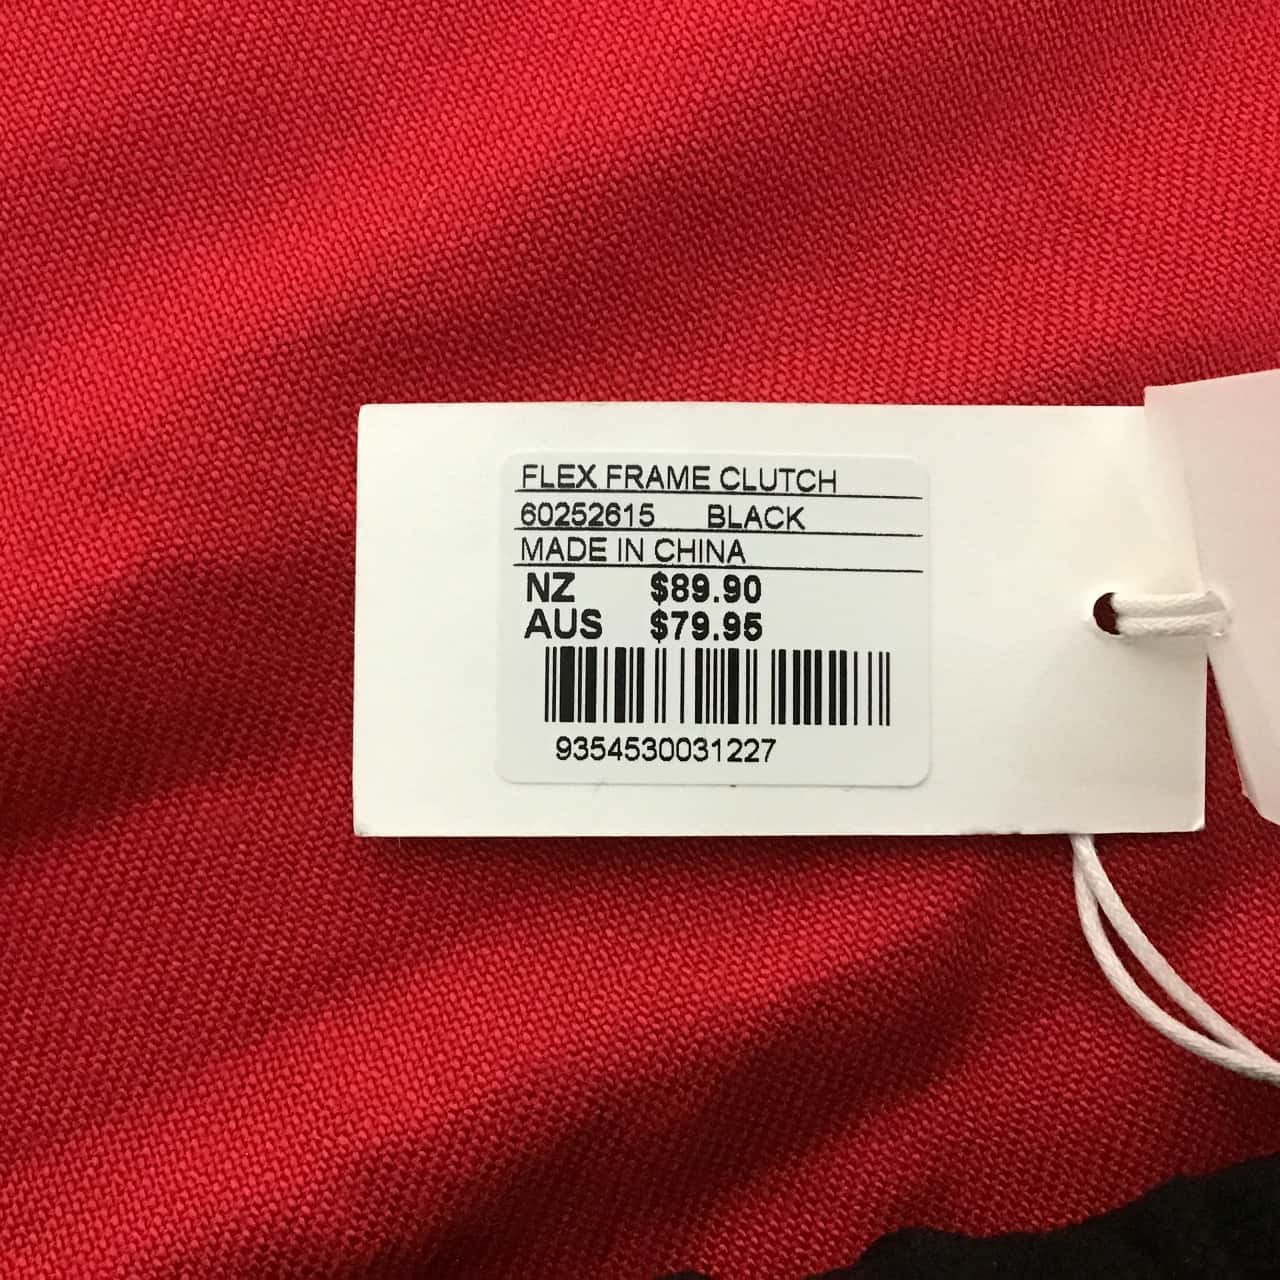 FLEX FRAME CLUTCH
60252615 BLACK
MADE IN CHINA
NZ $89.90
AUS $79.95
9354530031227